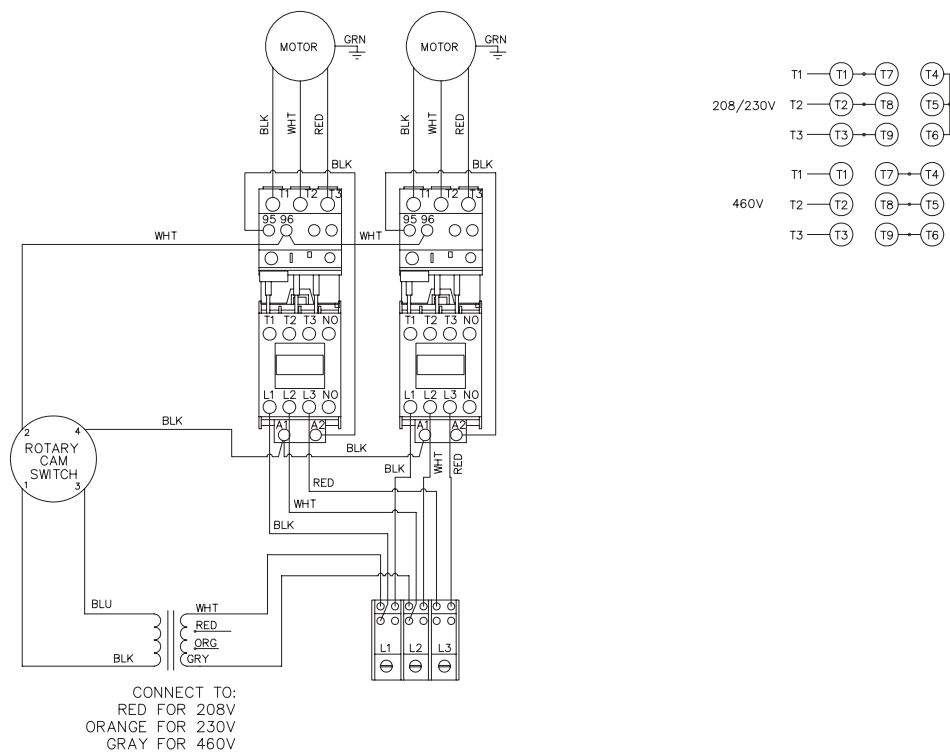 MOTOR GRN MOTOR GRN
BLK WHT RED BLK WHT RED
BLK BLK
T1 T2 T3 T1 T2 T3
95 96 95 96
WHT WHT
T1 T2 T3 NO T1 T2 T3 NO
L1 L2 L3 NO L1 L2 L3 NO
A1 A2 A1 A2
BLK
BLK
2 4
ROTARY
CAM
SWITCH
1 3
BLK WHT RED
RED
WHT
BLK
BLU
WHT
RED
ORG
BLK GRY
L1 L2 L3
CONNECT TO:
RED FOR 208V
ORANGE FOR 230V
GRAY FOR 460V
T1 T1 T7 T4
208/230V T2 T2 T8 T5
T3 T3 T9 T6
T1 T1 T7 T4
460V T2 T2 T8 T5
T3 T3 T9 T6